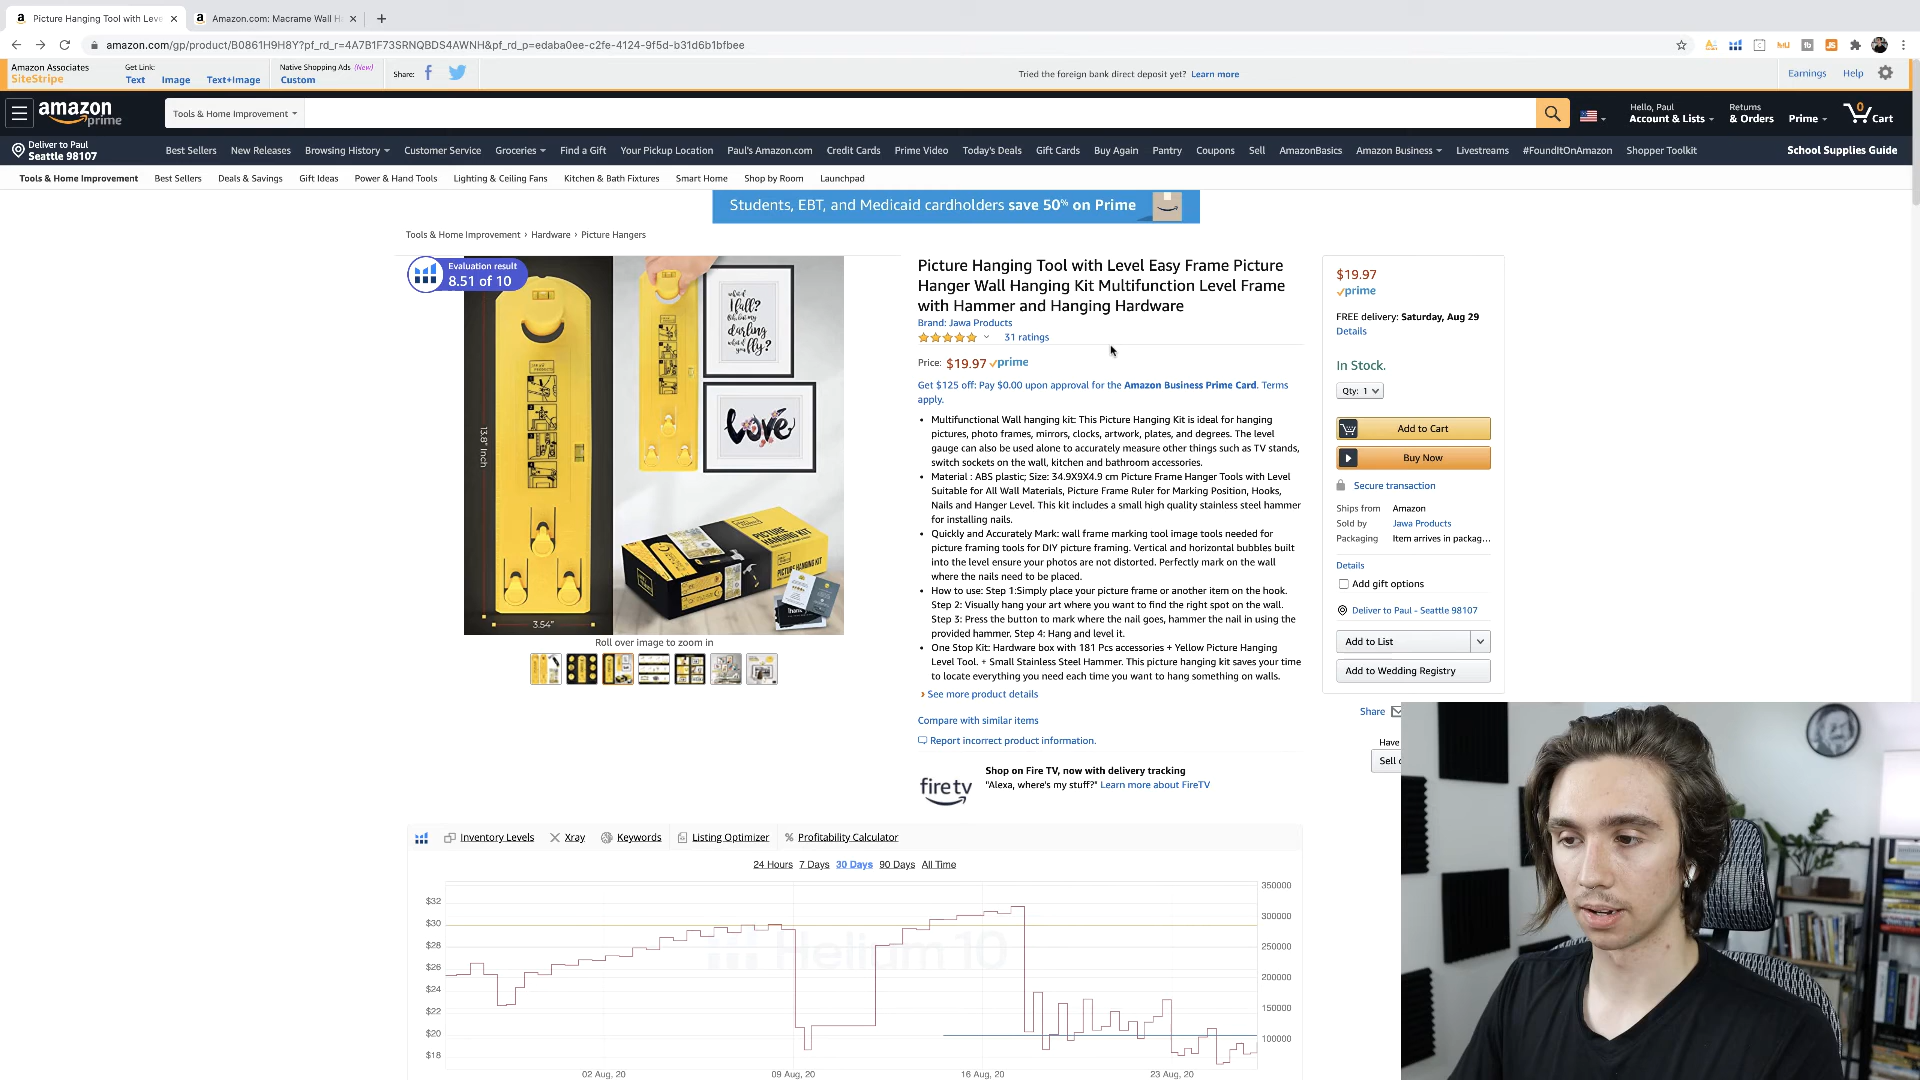 Picture Hanging Tool with Leve
Amazon.com: Macrame Wall H
amazon.com/gp/product/B0861H9H8Y?pf_rd_r=4A7B1F73SRNQBDS4AWNH&pf_rd_p=edaba0ee-c2fe-4124-9f5d-b31d6b1bfbee
Amazon Associates
SiteStripe
Get Link:
Text Image Text+Image
Native Shopping Ads (New)
Custom
Share:
Tried the foreign bank direct deposit yet? Learn more
Earnings Help
amazon prime
Tools & Home Improvement
Hello, Paul
Account & Lists
Returns
& Orders
Prime
0
Cart
Deliver to Paul
Seattle 98107
Best Sellers New Releases Browsing History Customer Service Groceries Find a Gift Your Pickup Location Paul's Amazon.com Credit Cards Prime Video Today's Deals Gift Cards Buy Again Pantry Coupons Sell AmazonBasics Amazon Business Livestreams #FoundItOnAmazon Shopper Toolkit
School Supplies Guide
Tools & Home Improvement Best Sellers Deals & Savings Gift Ideas Power & Hand Tools Lighting & Ceiling Fans Kitchen & Bath Fixtures Smart Home Shop by Room Launchpad
Students, EBT, and Medicaid cardholders save 50% on Prime
Tools & Home Improvement › Hardware › Picture Hangers
Evaluation result
8.51 of 10
13.8" Inch
3.54"
what if
I fall?
Oh, but my
darling
what if
you fly?
Love
PICTURE
HANGING KIT
Roll over image to zoom in
Picture Hanging Tool with Level Easy Frame Picture
Hanger Wall Hanging Kit Multifunction Level Frame
with Hammer and Hanging Hardware
Brand: Jawa Products
31 ratings
Price: $19.97 prime
Get $125 off: Pay $0.00 upon approval for the Amazon Business Prime Card. Terms
apply.
• Multifunctional Wall hanging kit: This Picture Hanging Kit is ideal for hanging
pictures, photo frames, mirrors, clocks, artwork, plates, and degrees. The level
gauge can also be used alone to accurately measure other things such as TV stands,
switch sockets on the wall, kitchen and bathroom accessories.
• Material : ABS plastic; Size: 34.9X9X4.9 cm Picture Frame Hanger Tools with Level
Suitable for All Wall Materials, Picture Frame Ruler for Marking Position, Hooks,
Nails and Hanger Level. This kit includes a small high quality stainless steel hammer
for installing nails.
• Quickly and Accurately Mark: wall frame marking tool image tools needed for
picture framing tools for DIY picture framing. Vertical and horizontal bubbles built
into the level ensure your photos are not distorted. Perfectly mark on the wall
where the nails need to be placed.
• How to use: Step 1:Simply place your picture frame or another item on the hook.
Step 2: Visually hang your art where you want to find the right spot on the wall.
Step 3: Press the button to mark where the nail goes, hammer the nail in using the
provided hammer. Step 4: Hang and level it.
• One Stop Kit: Hardware box with 181 Pcs accessories + Yellow Picture Hanging
Level Tool. + Small Stainless Steel Hammer. This picture hanging kit saves your time
to locate everything you need each time you want to hang something on walls.
› See more product details
Compare with similar items
Report incorrect product information.
fire tv
Shop on Fire TV, now with delivery tracking
"Alexa, where's my stuff?" Learn more about FireTV
$19.97
prime
FREE delivery: Saturday, Aug 29
Details
In Stock.
Qty: 1
Add to Cart
Buy Now
Secure transaction
Ships from Amazon
Sold by Jawa Products
Packaging Item arrives in packag...
Details
Add gift options
Deliver to Paul - Seattle 98107
Add to List
Add to Wedding Registry
Share
Have
Sell
Inventory Levels Xray Keywords Listing Optimizer Profitability Calculator
24 Hours 7 Days 30 Days 90 Days All Time
Helium 10
$32
$30
$28
$26
$24
$22
$20
$18
350000
300000
250000
200000
150000
100000
02 Aug, 20
09 Aug, 20
16 Aug, 20
23 Aug, 20